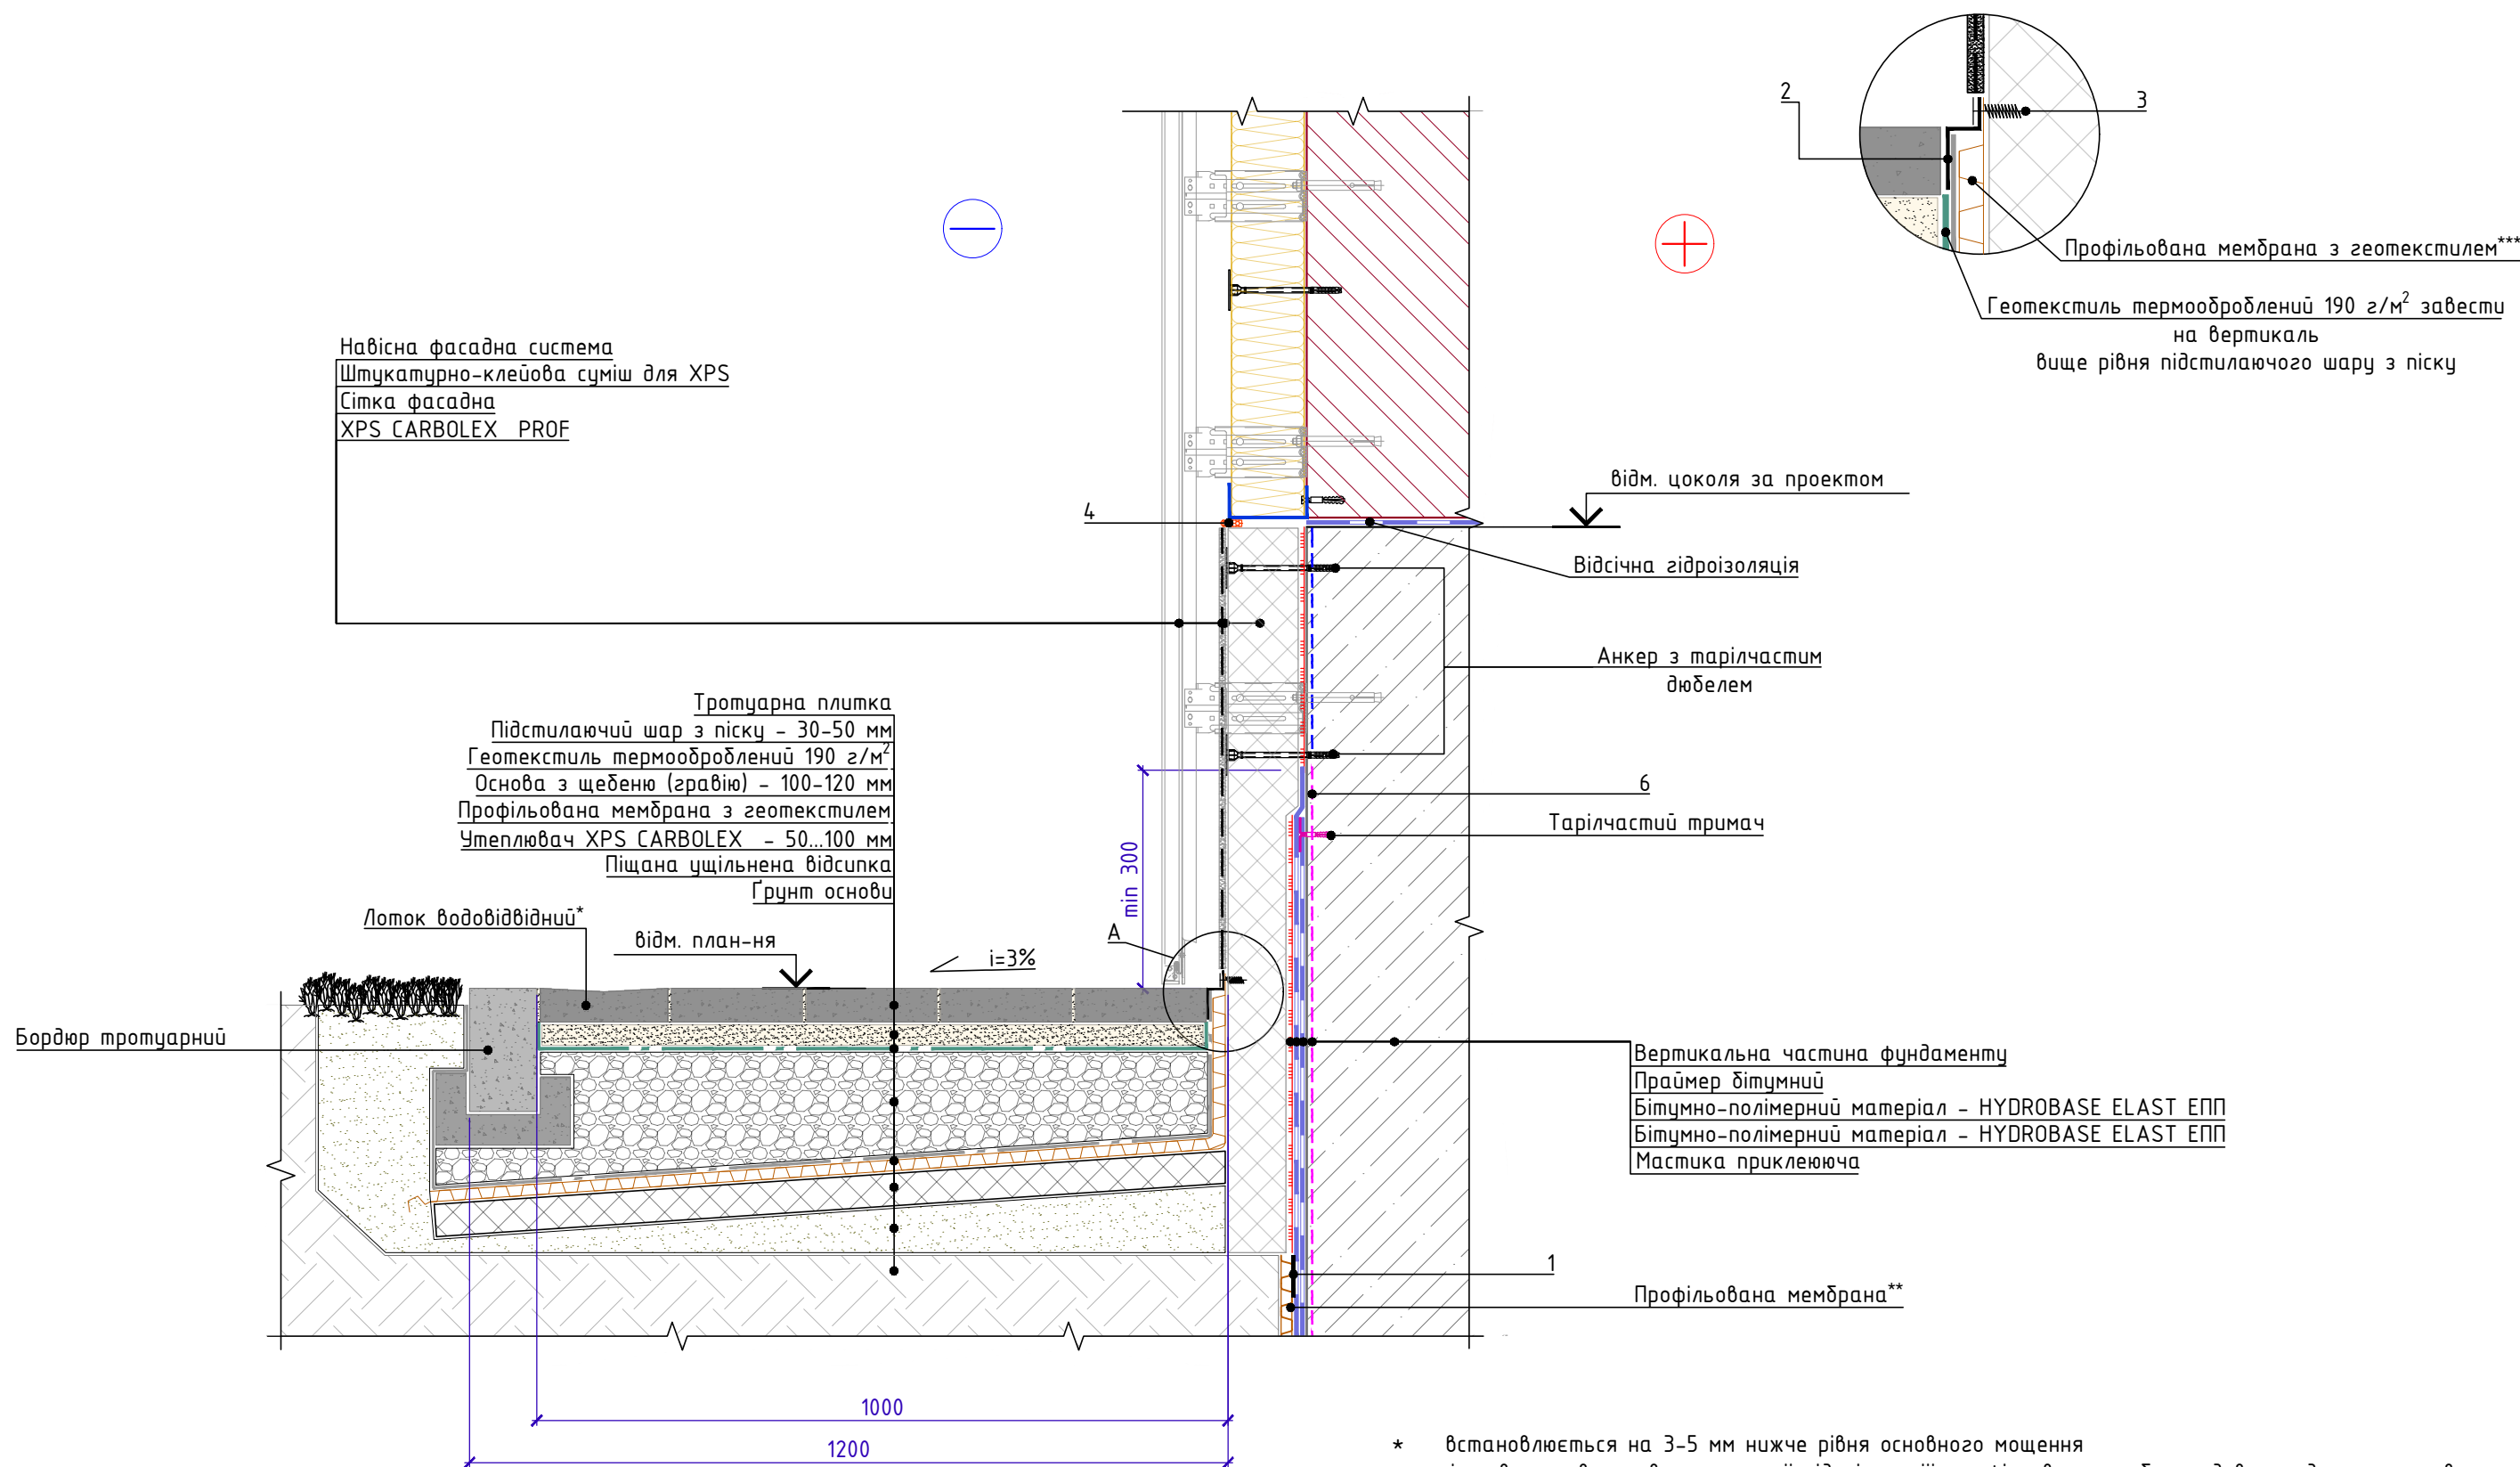 2
3
Профільована мембрана з геотекстилем***
Геотекстиль термооброблений 190 г/м² завести
на вертикаль
вище рівня підстилаючого шару з піску
Навісна фасадна система
Штукатурно-клейова суміш для XPS
Сітка фасадна
XPS CARBOLEX PROF
відм. цоколя за проектом
4
Відсічна гідроізоляція
Анкер з тарілчастим
дюбелем
Тротуарна плитка
Підстилаючий шар з піску - 30-50 мм
Геотекстиль термооброблений 190 г/м²
Основа з щебеню (гравію) - 100-120 мм
Профільована мембрана з геотекстилем
Утеплювач XPS CARBOLEX - 50...100 мм
Піщана ущільнена відсипка
Ґрунт основи
6
Тарілчастий тримач
min 300
Лоток водовідвідний*
відм. план-ня
i=3%
А
Бордюр тротуарний
Вертикальна частина фундаменту
Праймер бітумний
Бітумно-полімерний матеріал - HYDROBASE ELAST ЕПП
Бітумно-полімерний матеріал - HYDROBASE ELAST ЕПП
Мастика приклеююча
1
Профільована мембрана**
1000
1200
* встановлюється на 3-5 мм нижче рівня основного мощення